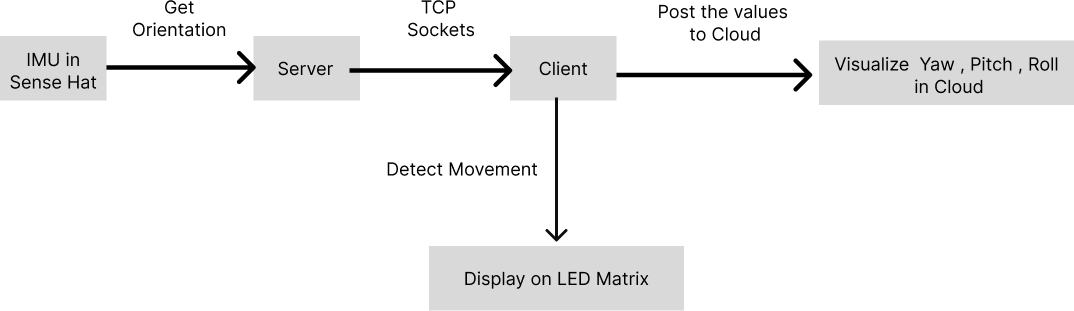 Get
Orientation
TCP
Sockets
Post the values
to Cloud
IMU in
Sense Hat
Server
Client
Visualize Yaw , Pitch , Roll
in Cloud
Detect Movement
Display on LED Matrix